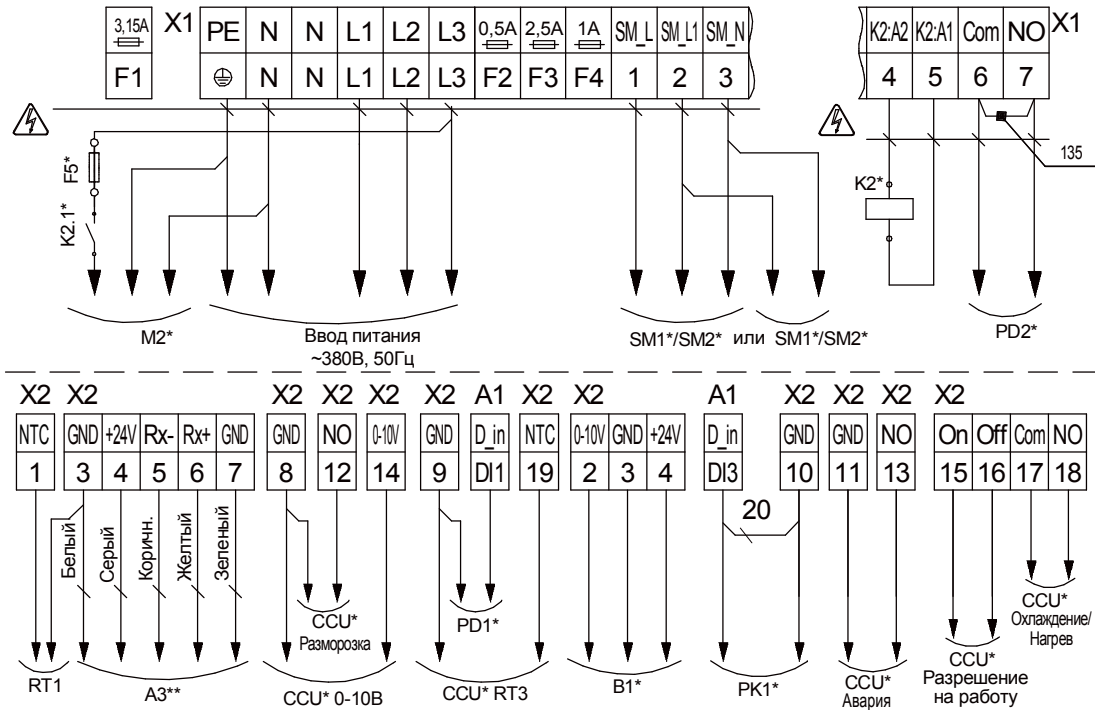 3,15A X1 PE N N L1 L2 L3 0,5A 2,5A 1A SM_L SM_L1 SM_N K2:A2 K2:A1 Com NO X1
F1 N N L1 L2 L3 F2 F3 F4 1 2 3 4 5 6 7
135
F5*
K2*
K2.1*
M2*
Ввод питания
~380В, 50Гц
SM1*/SM2* или SM1*/SM2*
PD2*
X2 X2 X2 X2 X2 X2 A1 X2 X2 A1 X2 X2 X2 X2
NTC GND +24V Rx- Rx+ GND GND NO 0-10V GND D_in NTC 0-10V GND +24V D_in GND GND NO On Off Com NO
1 3 4 5 6 7 8 12 14 9 DI1 19 2 3 4 DI3 10 11 13 15 16 17 18
20
Белый
Серый
Коричн.
Желтый
Зеленый
CCU*
Разморозка
PD1*
CCU*
Охлаждение/
Нагрев
RT1
A3**
CCU* 0-10В
CCU* RT3
B1*
PK1*
CCU*
Авария
CCU*
Разрешение
на работу